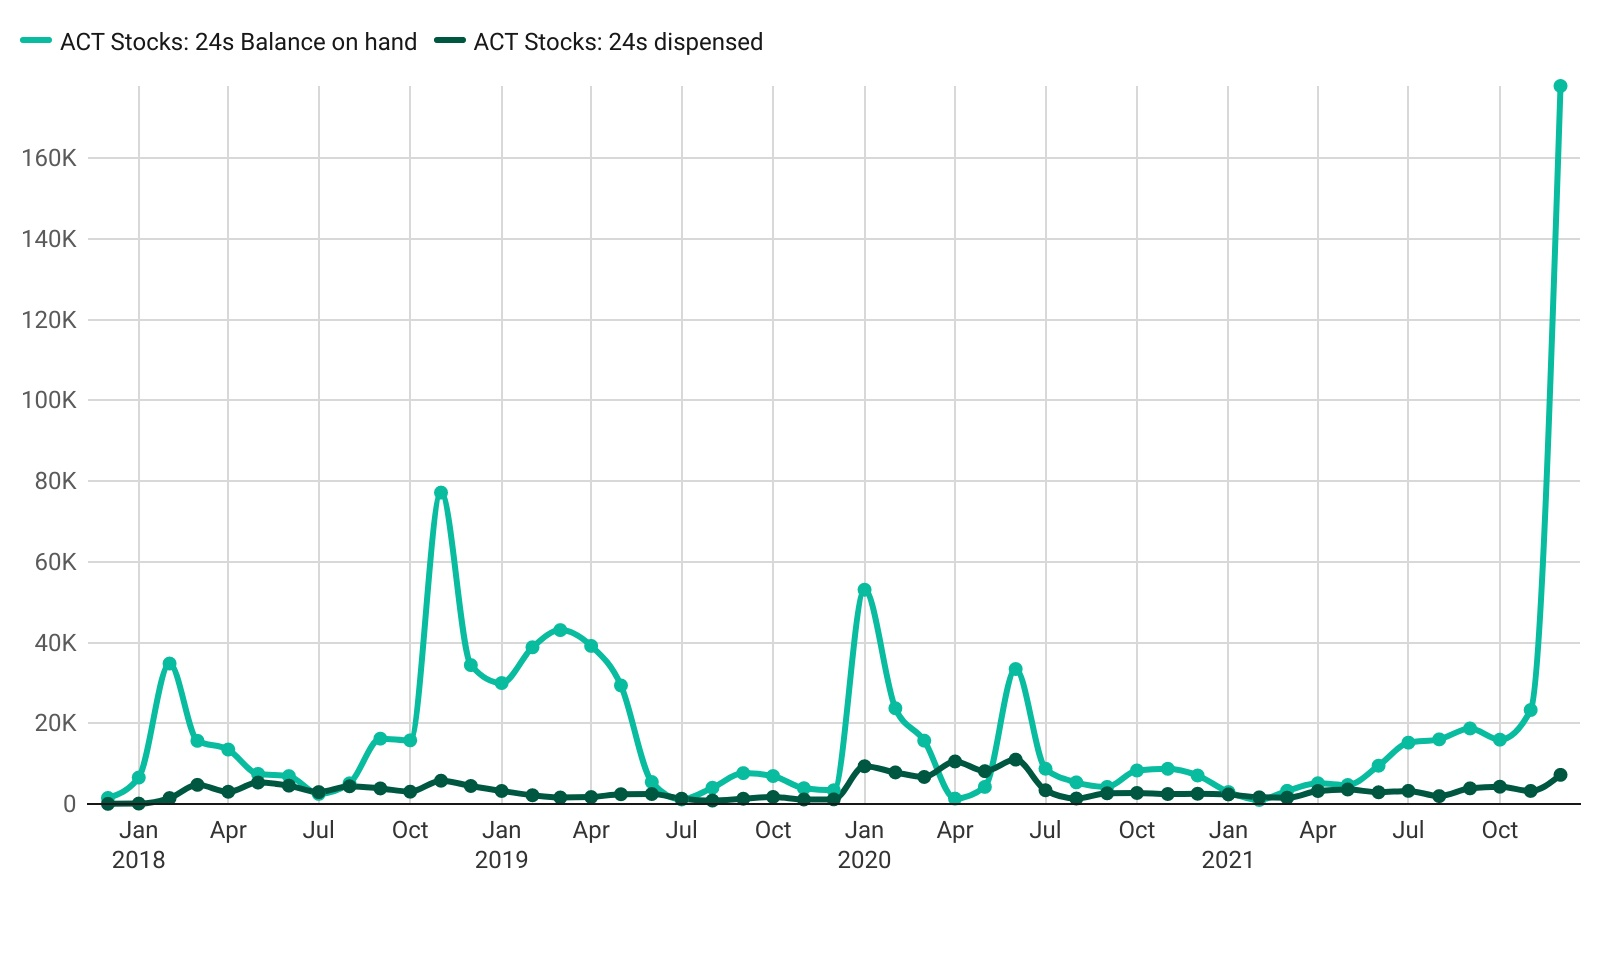 ACT Stocks: 24s Balance on hand ACT Stocks: 24s dispensed
160K
140K
120K
100K
80K
60K
40K
20K
0
Jan Apr Jul Oct Jan Apr Jul Oct Jan Apr Jul Oct Jan Apr Jul Oct
2018 2019 2020 2021